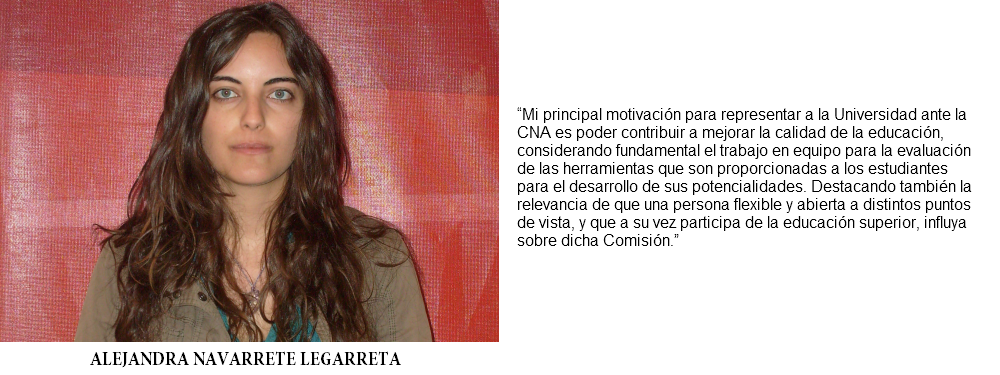 “Mi principal motivación para representar a la Universidad ante la
CNA es poder contribuir a mejorar la calidad de la educación,
considerando fundamental el trabajo en equipo para la evaluación
de las herramientas que son proporcionadas a los estudiantes
para el desarrollo de sus potencialidades. Destacando también la
relevancia de que una persona flexible y abierta a distintos puntos
de vista, y que a su vez participa de la educación superior, influya
sobre dicha Comisión.”
ALEJANDRA NAVARRETE LEGARRETA